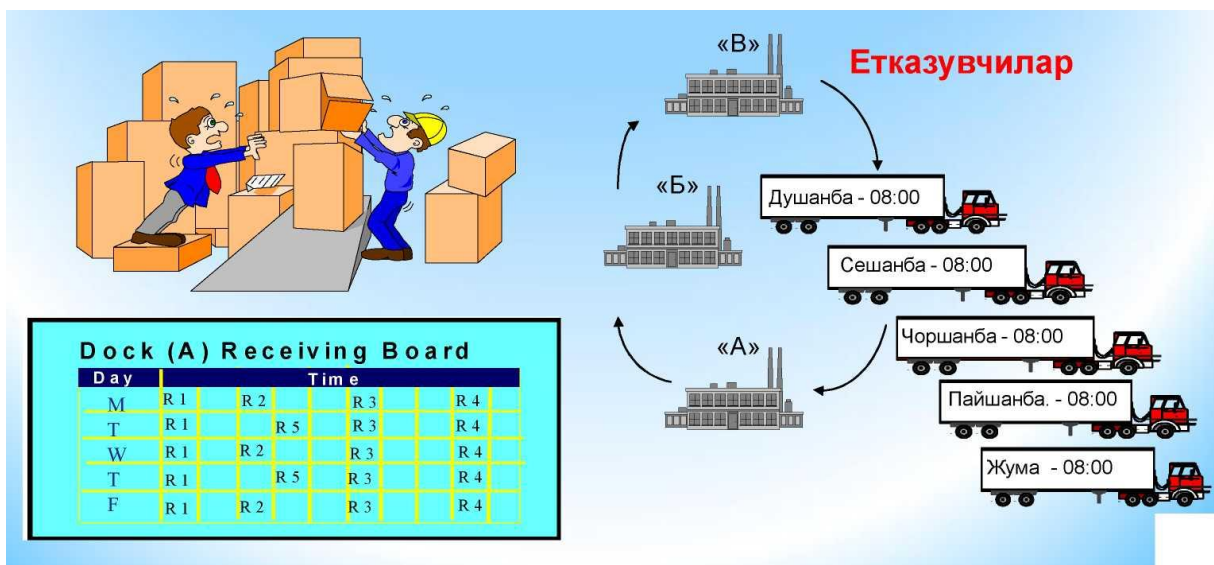 «В»
Етказувчилар
«Б»
«А»
Душанба - 08:00
Сешанба - 08:00
Чоршанба - 08:00
Пайшанба. - 08:00
Жума - 08:00
Dock (A) Receiving Board
Day Time
M R 1 R 2 R 3 R 4
T R 1 R 5 R 3 R 4
W R 1 R 2 R 3 R 4
T R 1 R 5 R 3 R 4
F R 1 R 2 R 3 R 4